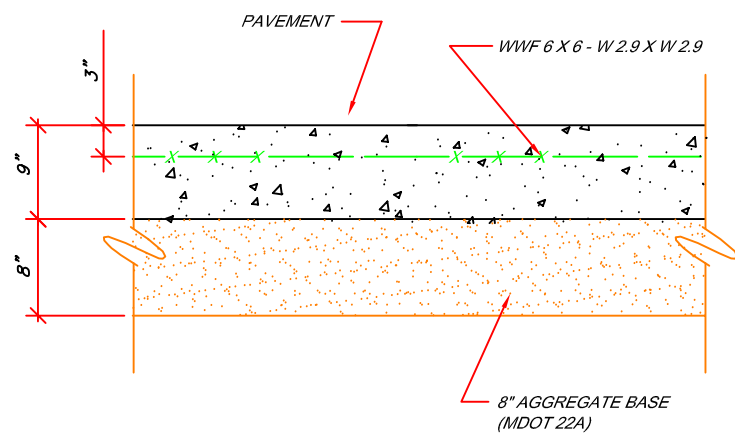 PAVEMENT
WWF 6 X 6 - W 2.9 X W 2.9
3"
9"
8"
8" AGGREGATE BASE
(MDOT 22A)